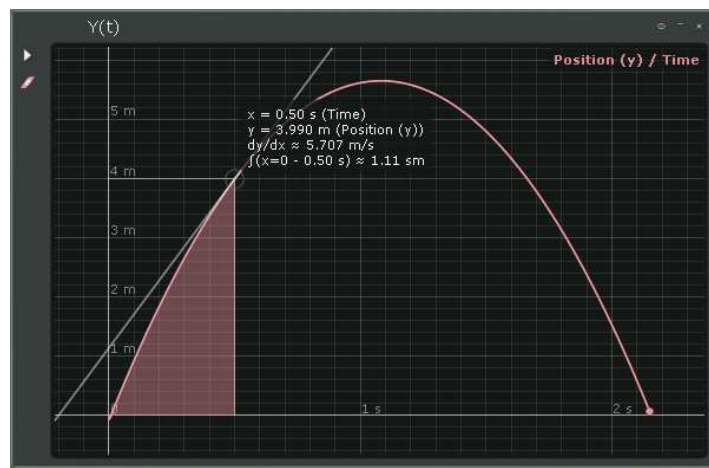 Y(t)
Position (y) / Time
5 m
x = 0.50 s (Time)
y = 3.990 m (Position (y))
dy/dx ≈ 5.707 m/s
∫(x=0 - 0.50 s) ≈ 1.11 sm
4 m
3 m
2 m
1 m
0
1 s
2 s